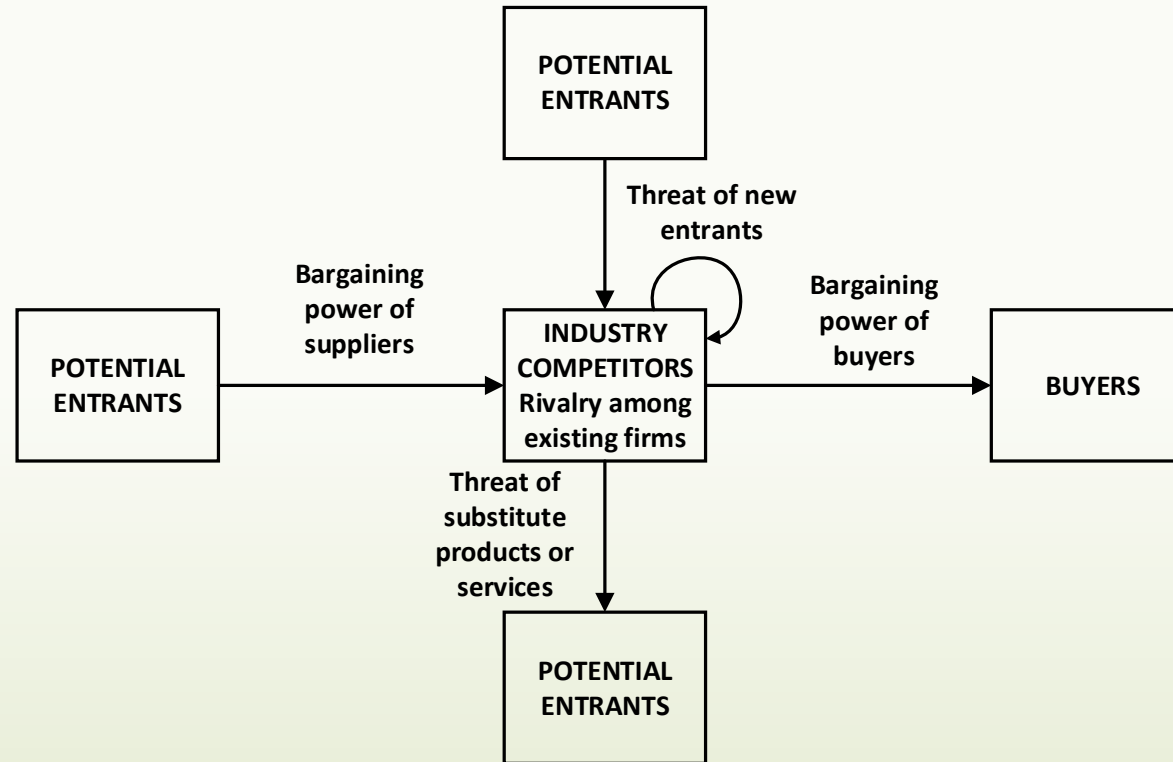 POTENTIAL
ENTRANTS
Threat of new
entrants
Bargaining
power of
suppliers
Bargaining
power of
buyers
POTENTIAL
ENTRANTS
INDUSTRY
COMPETITORS
Rivalry among
existing firms
BUYERS
Threat of
substitute
products or
services
POTENTIAL
ENTRANTS